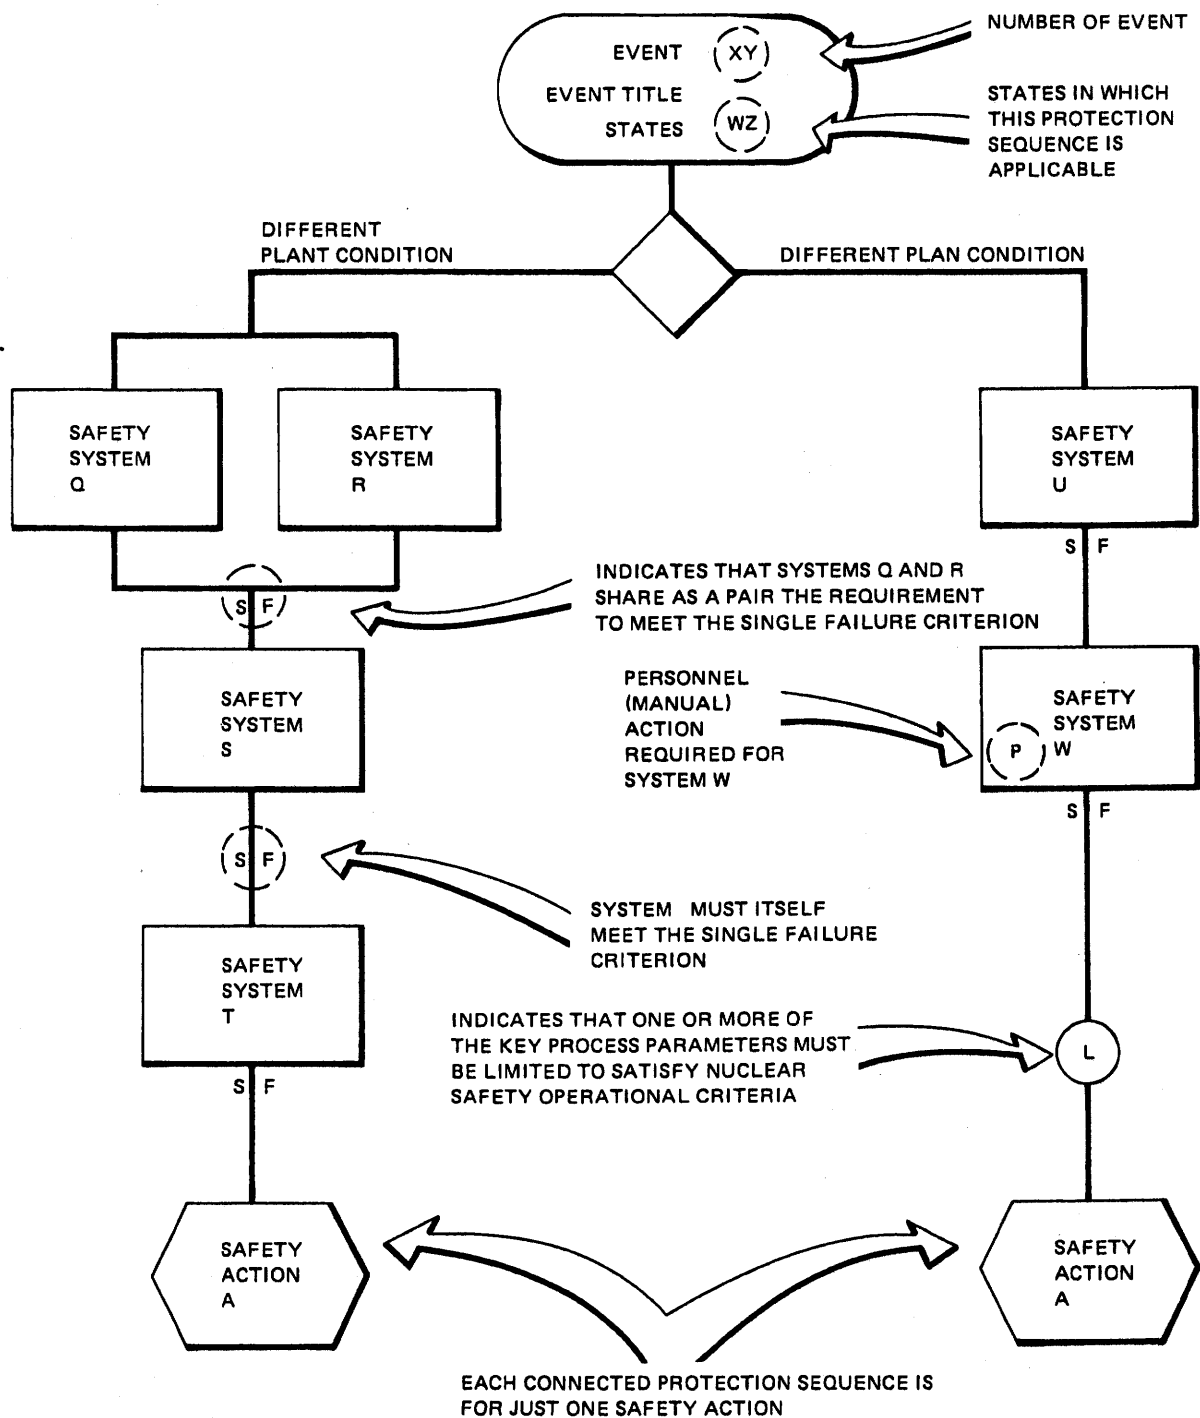 NUMBER OF EVENT
EVENT XY
EVENT TITLE
STATES WZ
STATES IN WHICH
THIS PROTECTION
SEQUENCE IS
APPLICABLE
DIFFERENT
PLANT CONDITION
DIFFERENT PLAN CONDITION
SAFETY
SYSTEM
Q
SAFETY
SYSTEM
R
SAFETY
SYSTEM
U
S F
S F
INDICATES THAT SYSTEMS Q AND R
SHARE AS A PAIR THE REQUIREMENT
TO MEET THE SINGLE FAILURE CRITERION
SAFETY
SYSTEM
S
PERSONNEL
(MANUAL)
ACTION
REQUIRED FOR
SYSTEM W
SAFETY
SYSTEM
P W
S F
S F
SYSTEM MUST ITSELF
MEET THE SINGLE FAILURE
CRITERION
SAFETY
SYSTEM
T
S F
INDICATES THAT ONE OR MORE OF
THE KEY PROCESS PARAMETERS MUST
BE LIMITED TO SATISFY NUCLEAR
SAFETY OPERATIONAL CRITERIA
L
SAFETY
ACTION
A
SAFETY
ACTION
A
EACH CONNECTED PROTECTION SEQUENCE IS
FOR JUST ONE SAFETY ACTION